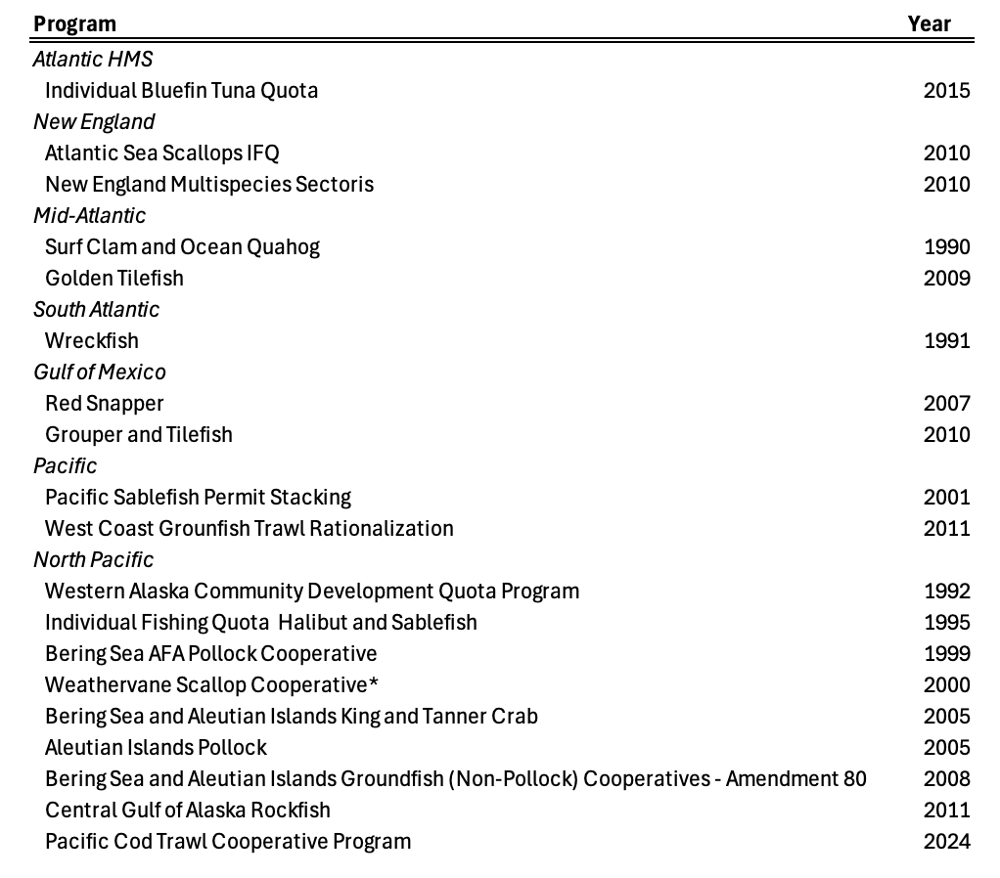 Program Year
Atlantic HMS
Individual Bluefin Tuna Quota 2015
New England
Atlantic Sea Scallops IFQ 2010
New England Multispecies Sectoris 2010
Mid-Atlantic
Surf Clam and Ocean Quahog 1990
Golden Tilefish 2009
South Atlantic
Wreckfish 1991
Gulf of Mexico
Red Snapper 2007
Grouper and Tilefish 2010
Pacific
Pacific Sablefish Permit Stacking 2001
West Coast Grounfish Trawl Rationalization 2011
North Pacific
Western Alaska Community Development Quota Program 1992
Individual Fishing Quota  Halibut and Sablefish 1995
Bering Sea AFA Pollock Cooperative 1999
Weathervane Scallop Cooperative* 2000
Bering Sea and Aleutian Islands King and Tanner Crab 2005
Aleutian Islands Pollock 2005
Bering Sea and Aleutian Islands Groundfish (Non-Pollock) Cooperatives - Amendment 80 2008
Central Gulf of Alaska Rockfish 2011
Pacific Cod Trawl Cooperative Program 2024